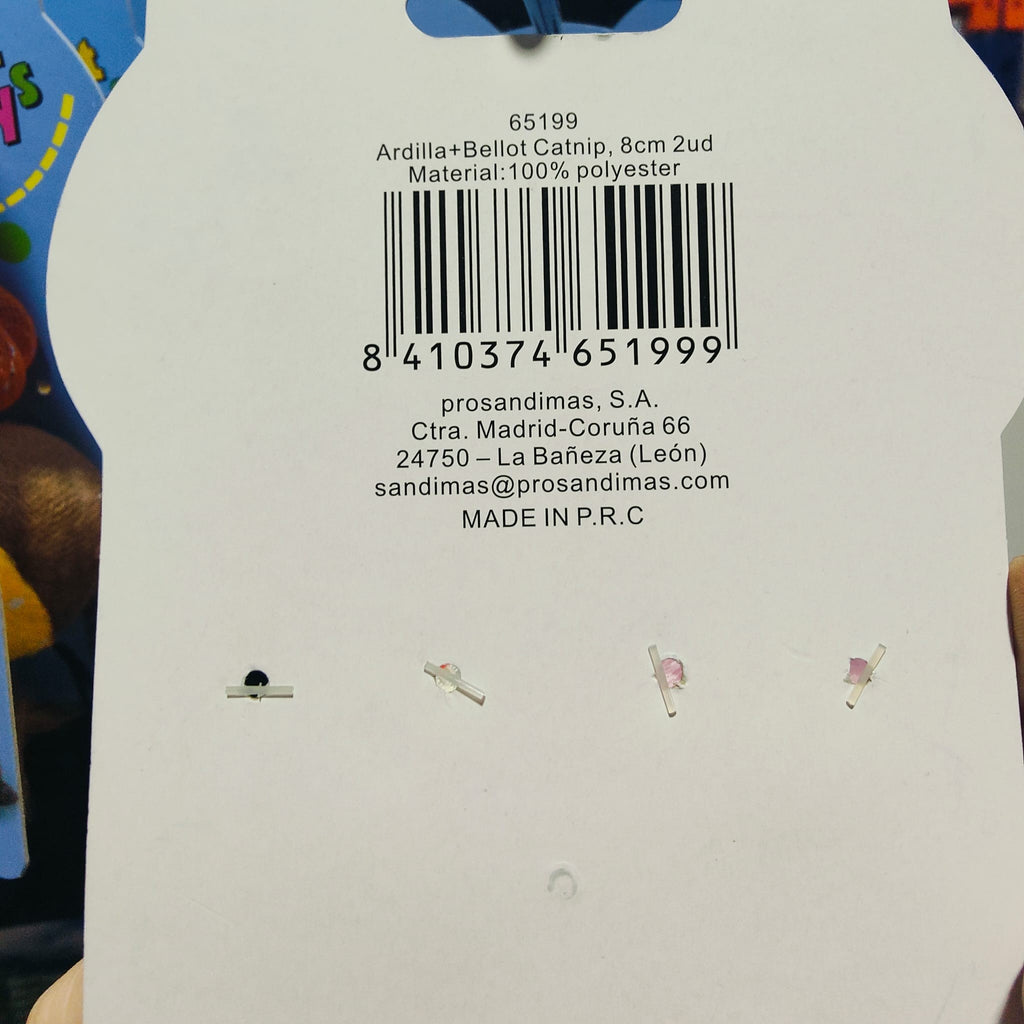 65199
Ardilla+Bellot Catnip, 8cm 2ud
Material:100% polyester
8 410374 651999
prosandimas, S.A.
Ctra. Madrid-Coruña 66
24750 – La Bañeza (León)
sandimas@prosandimas.com
MADE IN P.R.C